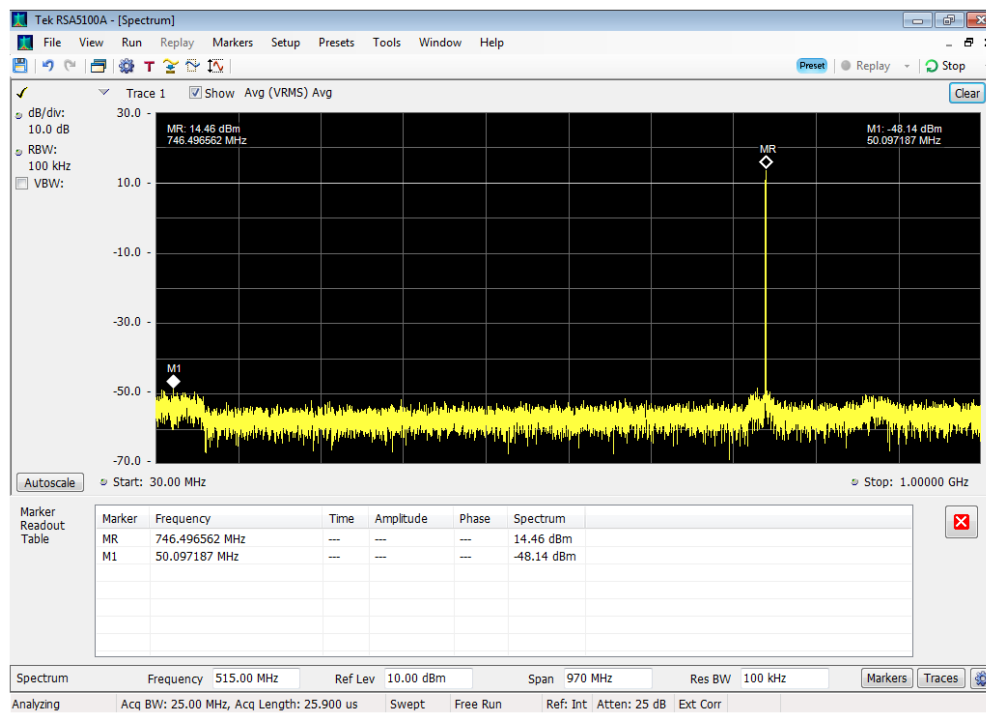 Tek RSA5100A - [Spectrum]
File View Run Replay Markers Setup Presets Tools Window Help
T Preset Replay Stop
Trace 1 Show Avg (VRMS) Avg Clear
dB/div:
10.0 dB
RBW:
100 kHz
VBW:
30.0
10.0
-10.0
-30.0
-50.0
-70.0
MR: 14.46 dBm
746.496562 MHz
M1: -48.14 dBm
50.097187 MHz
MR
M1
Autoscale Start: 30.00 MHz Stop: 1.00000 GHz
Marker
Readout
Table
Marker Frequency Time Amplitude Phase Spectrum
MR 746.496562 MHz --- --- --- 14.46 dBm
M1 50.097187 MHz --- --- --- -48.14 dBm
Spectrum Frequency 515.00 MHz Ref Lev 10.00 dBm Span 970 MHz Res BW 100 kHz Markers Traces
Analyzing Acq BW: 25.00 MHz, Acq Length: 25.900 us Swept Free Run Ref: Int Atten: 25 dB Ext Corr